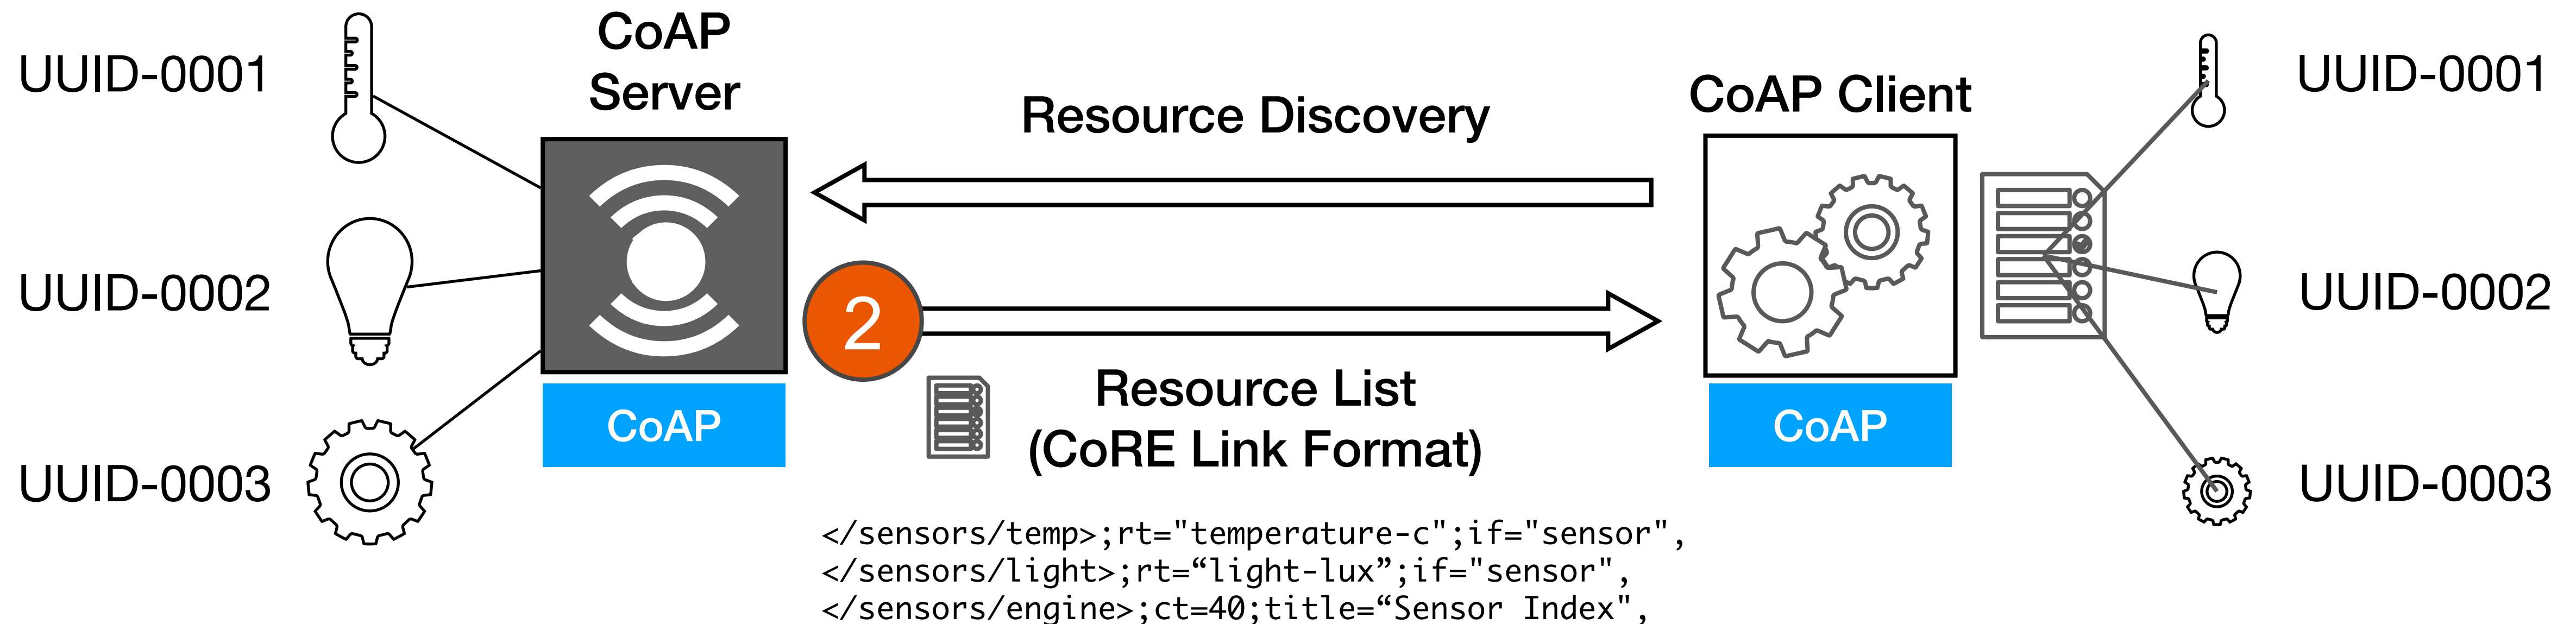 UUID-0001
UUID-0002
UUID-0003
CoAP
Server
CoAP
Resource Discovery
2
Resource List
(CoRE Link Format)
</sensors/temp>;rt="temperature-c";if="sensor",
</sensors/light>;rt=“light-lux”;if="sensor",
</sensors/engine>;ct=40;title=“Sensor Index",
CoAP Client
CoAP
UUID-0001
UUID-0002
UUID-0003